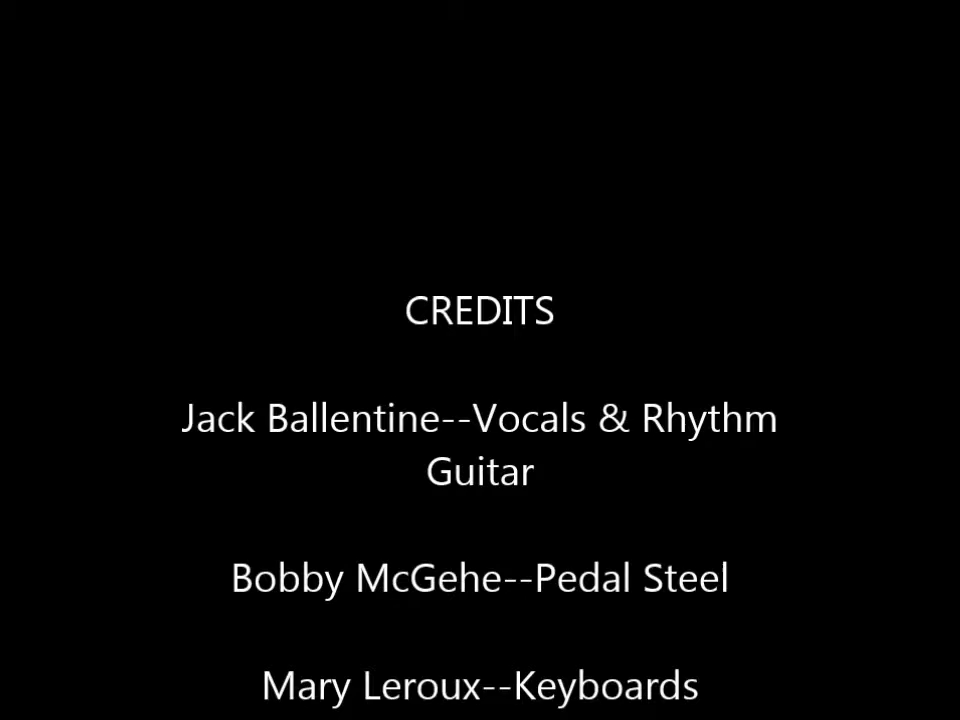 CREDITS
Jack Ballentine--Vocals & Rhythm
Guitar
Bobby McGehe--Pedal Steel
Mary Leroux--Keyboards